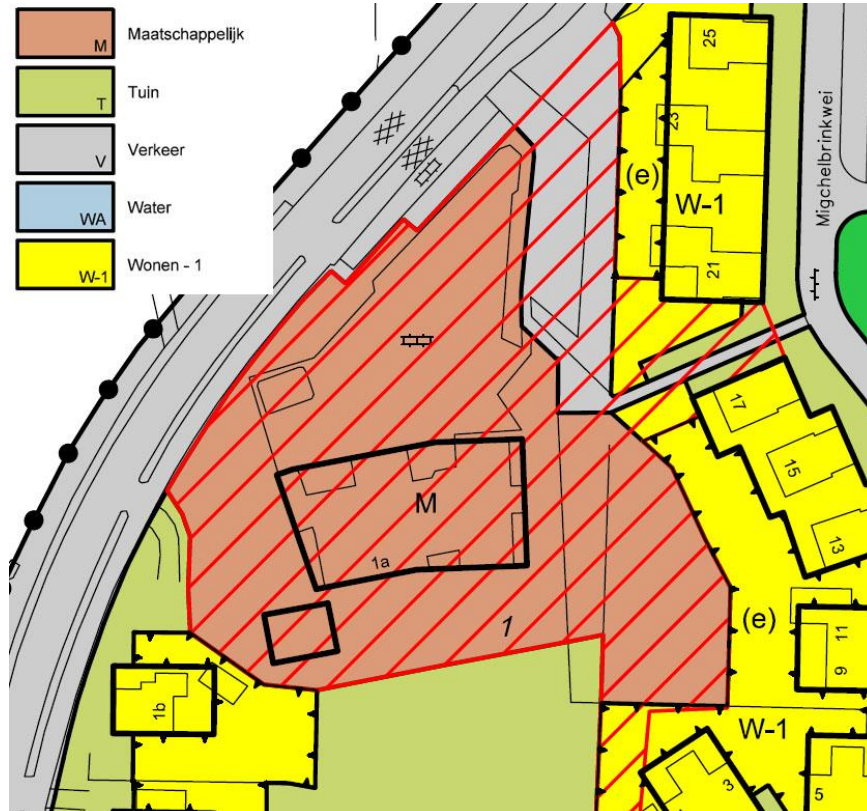 M Maatschappelijk
T Tuin
V Verkeer
WA Water
W-1 Wonen - 1
25
23
(e)
W-1
21
Migchelbrinkwei
17
15
13
M
1a
1
(e)
11
9
1b
W-1
3
5